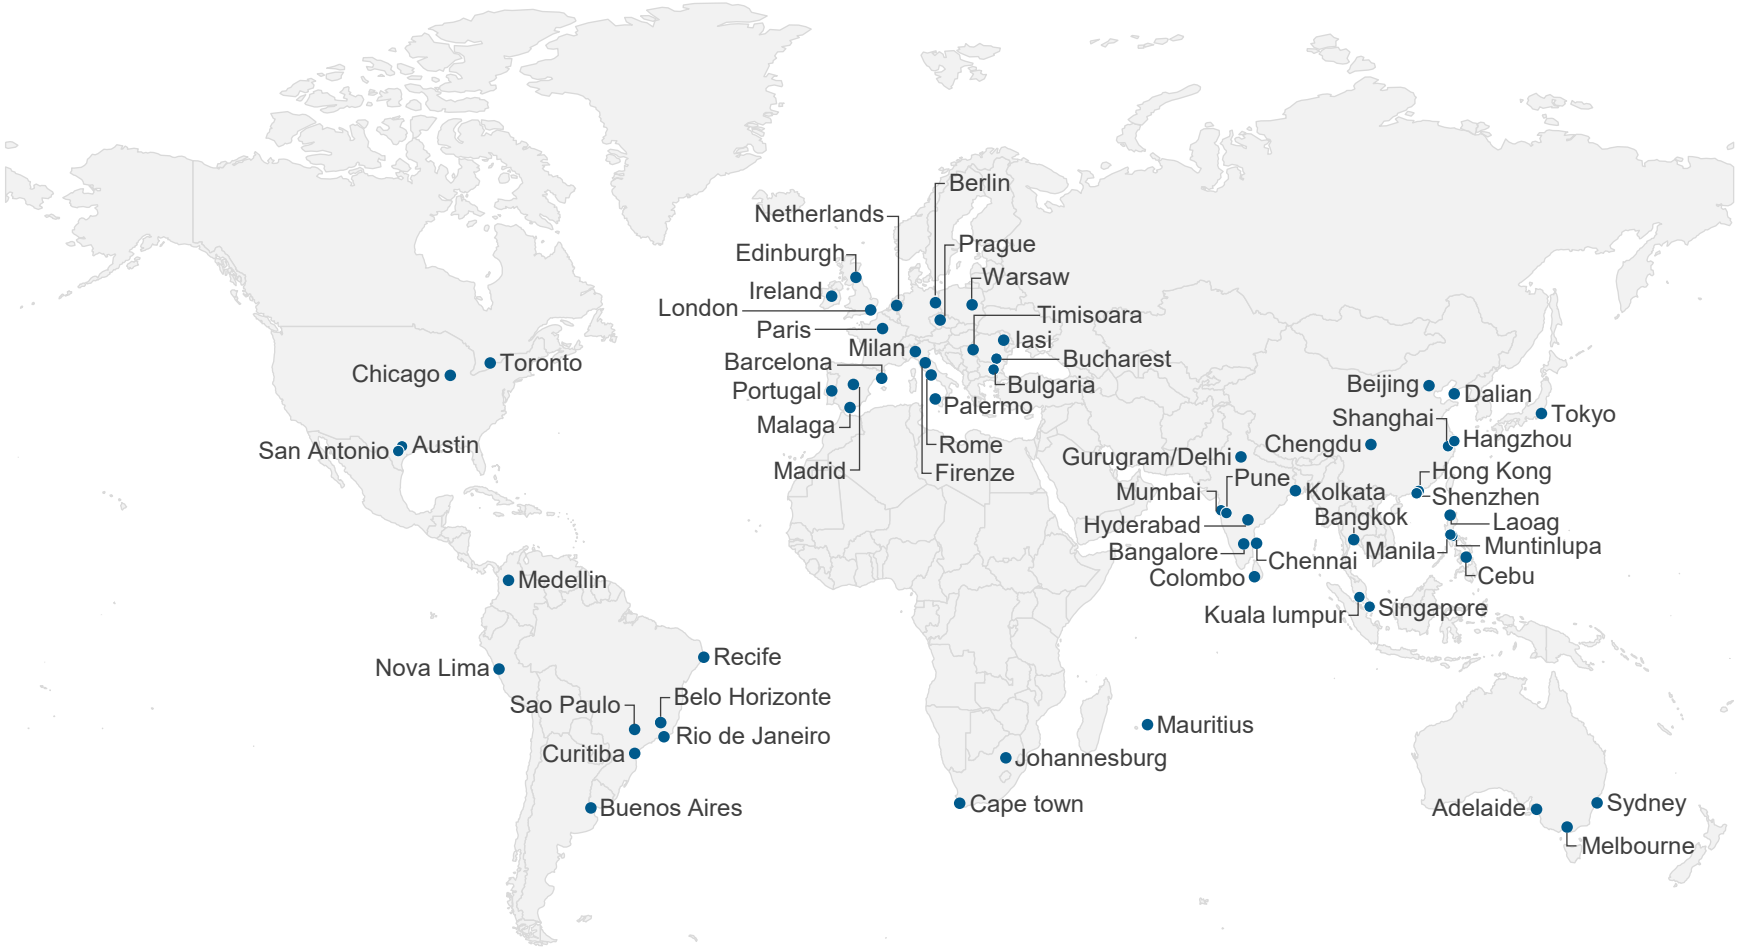 Berlin
Netherlands
Prague
Edinburgh
Warsaw
Ireland
London
Timisoara
Paris
Iasi
Milan
Bucharest
Barcelona
Bulgaria
Portugal
Palermo
Malaga
Rome
Madrid
Firenze
Toronto
Chicago
Austin
San Antonio
Beijing
Dalian
Shanghai
Tokyo
Chengdu
Hangzhou
Gurugram/Delhi
Hong Kong
Pune
Mumbai
Kolkata
Shenzhen
Hyderabad
Bangkok
Laoag
Bangalore
Chennai
Manila
Muntinlupa
Colombo
Cebu
Kuala lumpur
Singapore
Medellin
Recife
Nova Lima
Belo Horizonte
Sao Paulo
Rio de Janeiro
Curitiba
Buenos Aires
Mauritius
Johannesburg
Cape town
Adelaide
Sydney
Melbourne